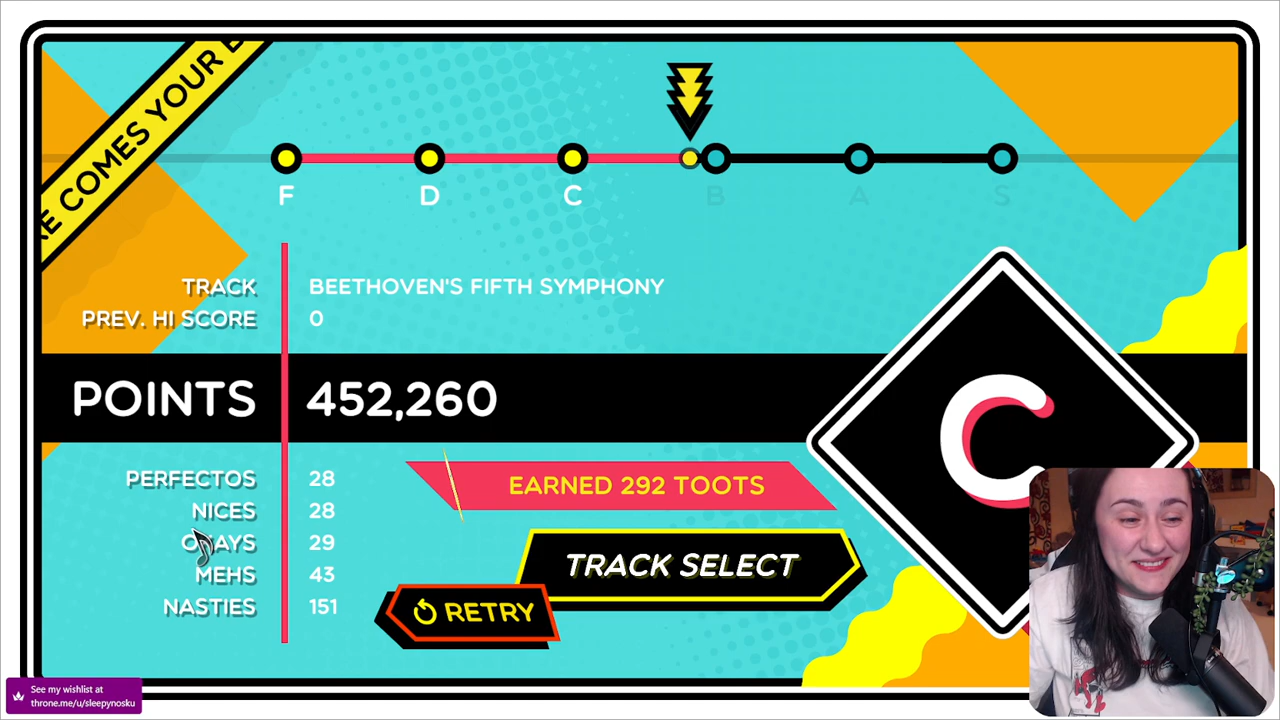 COMES YOUR
F D C B A S
TRACK BEETHOVEN'S FIFTH SYMPHONY
PREV. HI SCORE 0
POINTS 452,260
C
PERFECTOS 28
NICES 28
OKAYS 29
MEHS 43
NASTIES 151
EARNED 292 TOOTS
TRACK SELECT
RETRY
See my wishlist at
throne.me/u/sleepynosku